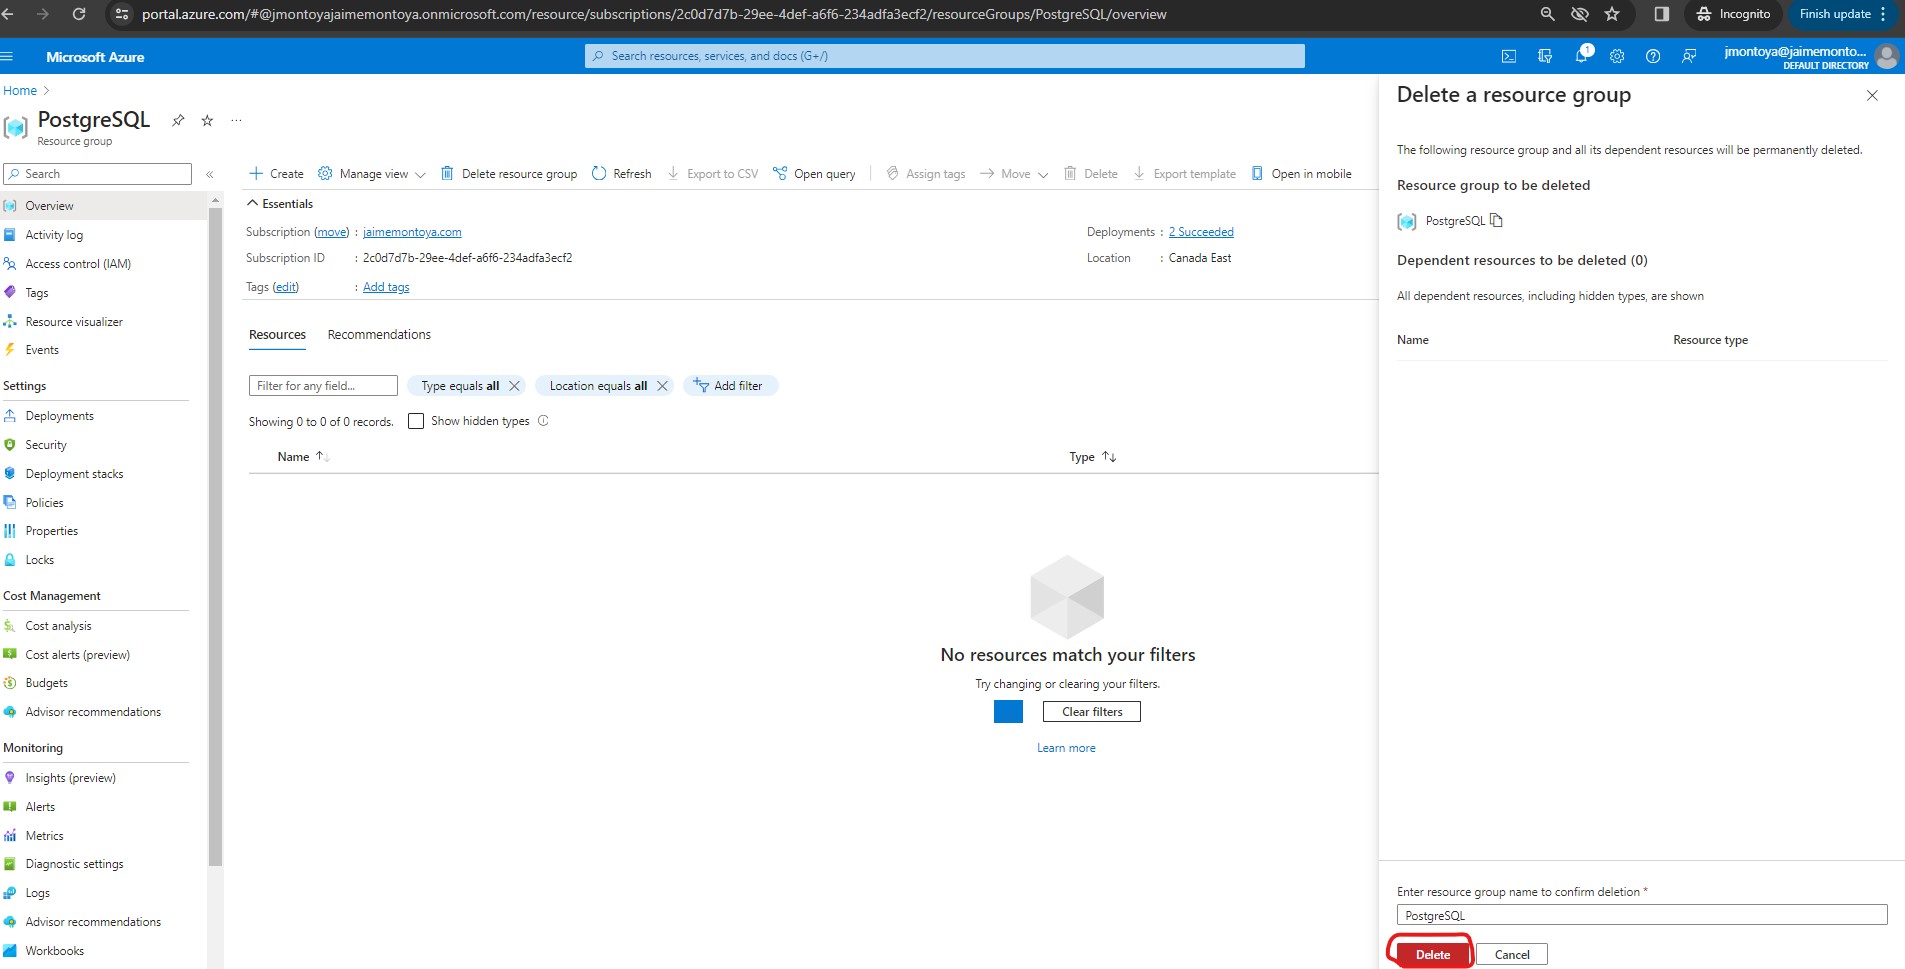 portal.azure.com/#@jmontoyajaimemontoya.onmicrosoft.com/resource/subscriptions/2c0d7d7b-29ee-4def-a6f6-234adfa3ecf2/resourceGroups/PostgreSQL/overview
Incognito
Finish update
Microsoft Azure
Search resources, services, and docs (G+/)
1
jmontoya@jaimemonto...
DEFAULT DIRECTORY
Home
PostgreSQL
Resource group
Search
Overview
Activity log
Access control (IAM)
Tags
Resource visualizer
Events
Settings
Deployments
Security
Deployment stacks
Policies
Properties
Locks
Cost Management
Cost analysis
Cost alerts (preview)
Budgets
Advisor recommendations
Monitoring
Insights (preview)
Alerts
Metrics
Diagnostic settings
Logs
Advisor recommendations
Workbooks
Create Manage view Delete resource group Refresh Export to CSV Open query Assign tags Move Delete Export template Open in mobile
Essentials
Subscription (move) : jaimemontoya.com
Subscription ID : 2c0d7d7b-29ee-4def-a6f6-234adfa3ecf2
Tags (edit) : Add tags
Deployments : 2 Succeeded
Location : Canada East
Resources Recommendations
Filter for any field... Type equals all Location equals all Add filter
Showing 0 to 0 of 0 records. Show hidden types
Name Type
No resources match your filters
Try changing or clearing your filters.
Clear filters
Learn more
Delete a resource group
The following resource group and all its dependent resources will be permanently deleted.
Resource group to be deleted
PostgreSQL
Dependent resources to be deleted (0)
All dependent resources, including hidden types, are shown
Name Resource type
Enter resource group name to confirm deletion *
PostgreSQL
Delete Cancel